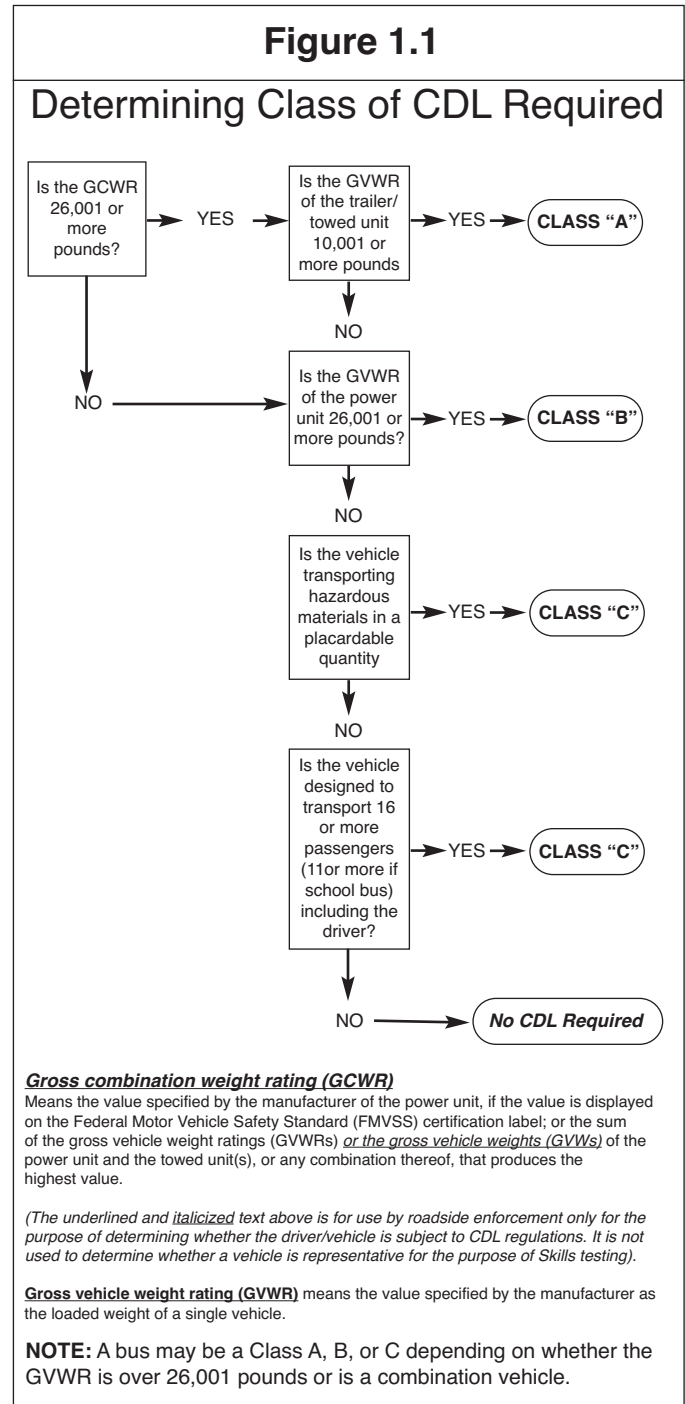 Figure 1.1
Determining Class of CDL Required
Is the GCWR
26,001 or
more
pounds?
YES
Is the GVWR
of the trailer/
towed unit
10,001 or
more pounds
YES
CLASS “A”
NO
NO
Is the GVWR
of the power
unit 26,001 or
more pounds?
YES
CLASS “B”
NO
Is the vehicle
transporting
hazardous
materials in a
placardable
quantity
YES
CLASS “C”
NO
Is the vehicle
designed to
transport 16
or more
passengers
(11or more if
school bus)
including the
driver?
YES
CLASS “C”
NO
No CDL Required
Gross combination weight rating (GCWR)
Means the value specified by the manufacturer of the power unit, if the value is displayed
on the Federal Motor Vehicle Safety Standard (FMVSS) certification label; or the sum
of the gross vehicle weight ratings (GVWRs) or the gross vehicle weights (GVWs) of the
power unit and the towed unit(s), or any combination thereof, that produces the
highest value.
(The underlined and italicized text above is for use by roadside enforcement only for the
purpose of determining whether the driver/vehicle is subject to CDL regulations. It is not
used to determine whether a vehicle is representative for the purpose of Skills testing).
Gross vehicle weight rating (GVWR) means the value specified by the manufacturer as
the loaded weight of a single vehicle.
NOTE: A bus may be a Class A, B, or C depending on whether the
GVWR is over 26,001 pounds or is a combination vehicle.